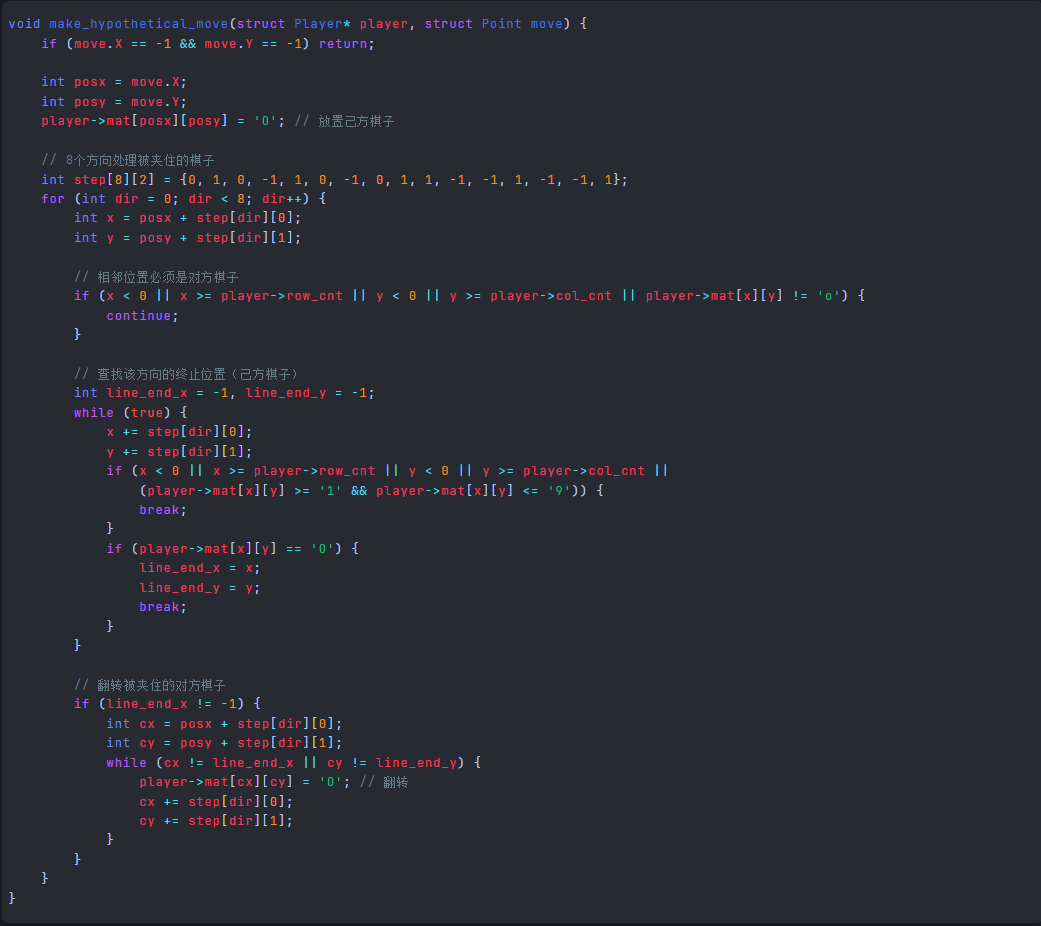 void make_hypothetical_move(struct Player* player, struct Point move) {
    if (move.X == -1 && move.Y == -1) return;

    int posx = move.X;
    int posy = move.Y;
    player->mat[posx][posy] = 'O'; // 放置己方棋子

    // 8个方向处理被夹住的棋子
    int step[8][2] = {0, 1, 0, -1, 1, 0, -1, 0, 1, 1, -1, -1, 1, -1, -1, 1};
    for (int dir = 0; dir < 8; dir++) {
        int x = posx + step[dir][0];
        int y = posy + step[dir][1];

        // 相邻位置必须是对方棋子
        if (x < 0 || x >= player->row_cnt || y < 0 || y >= player->col_cnt || player->mat[x][y] != 'o') {
            continue;
        }

        // 查找该方向的终止位置（己方棋子）
        int line_end_x = -1, line_end_y = -1;
        while (true) {
            x += step[dir][0];
            y += step[dir][1];
            if (x < 0 || x >= player->row_cnt || y < 0 || y >= player->col_cnt ||
                (player->mat[x][y] >= '1' && player->mat[x][y] <= '9')) {
                break;
            }
            if (player->mat[x][y] == 'O') {
                line_end_x = x;
                line_end_y = y;
                break;
            }
        }

        // 翻转被夹住的对方棋子
        if (line_end_x != -1) {
            int cx = posx + step[dir][0];
            int cy = posy + step[dir][1];
            while (cx != line_end_x || cy != line_end_y) {
                player->mat[cx][cy] = 'O'; // 翻转
                cx += step[dir][0];
                cy += step[dir][1];
            }
        }
    }
}